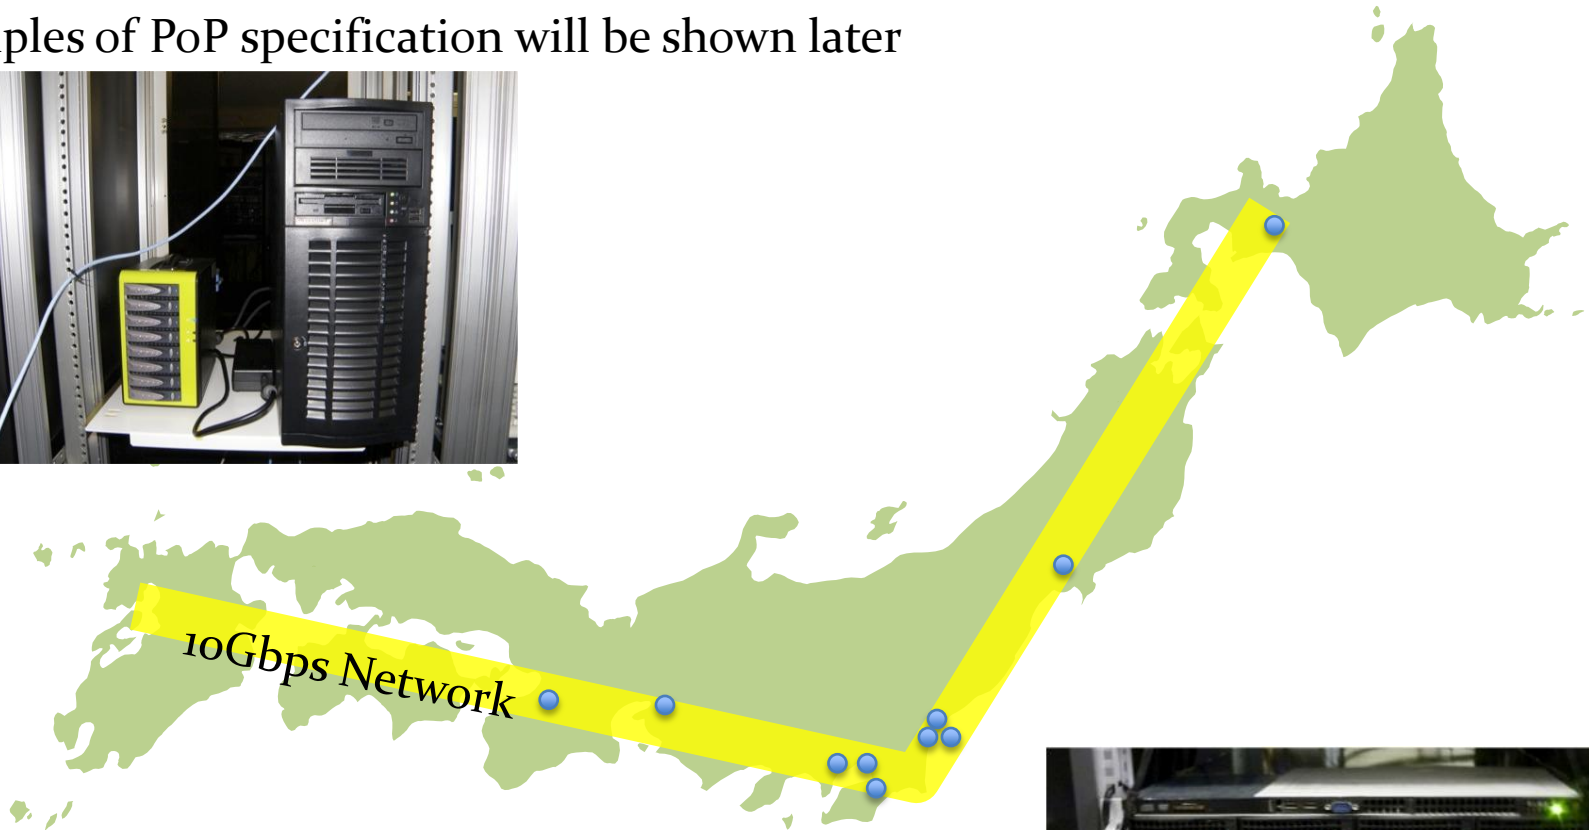 ples of PoP specification will be shown later
10Gbps Network